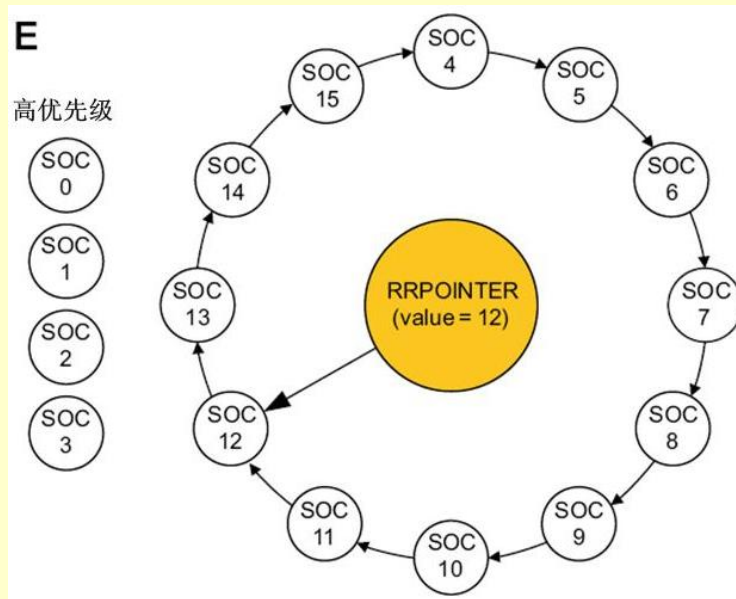 E
高优先级
SOC
0
SOC
1
SOC
2
SOC
3
SOC
4
SOC
5
SOC
6
SOC
7
SOC
8
SOC
9
SOC
10
SOC
11
SOC
12
SOC
13
SOC
14
SOC
15
RRPOINTER
(value = 12)